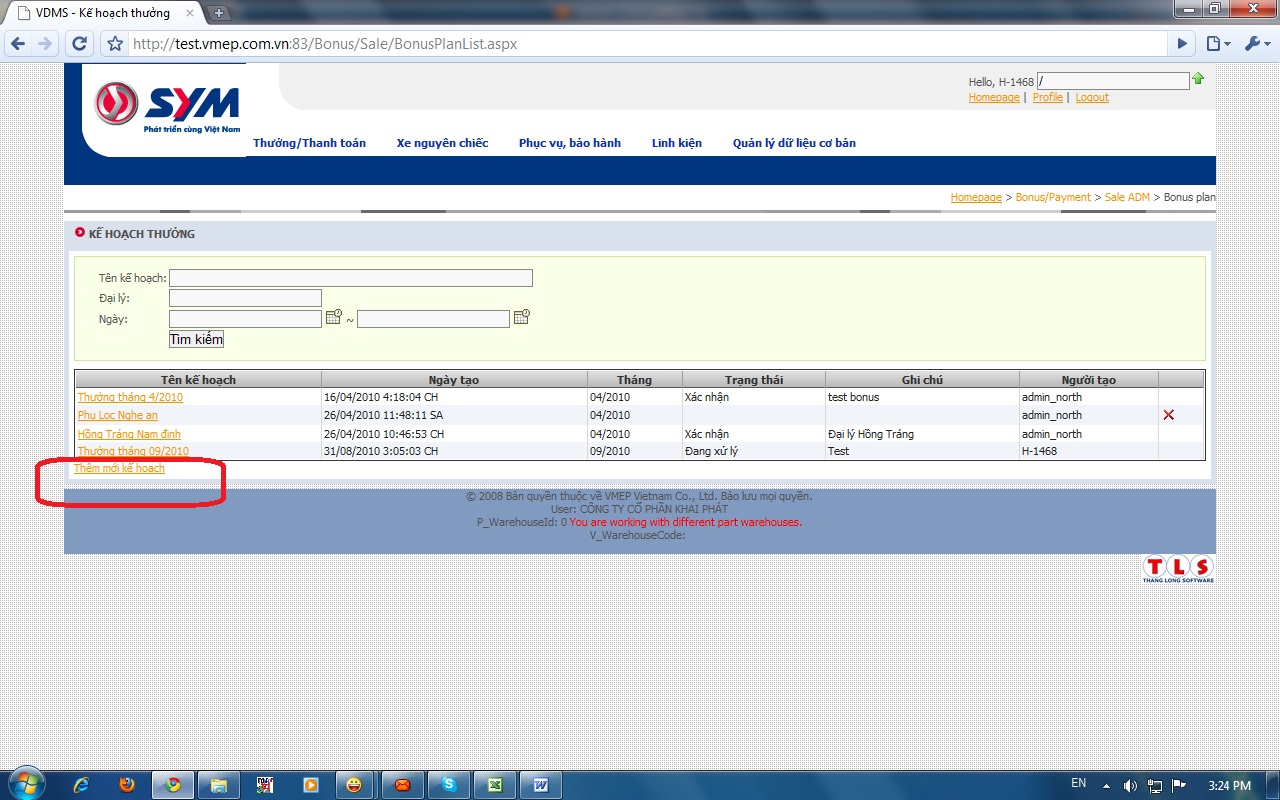 VDMS - Kế hoạch thưởng
http://test.vmep.com.vn:83/Bonus/Sale/BonusPlanList.aspx
SYM
Phát triển cùng Việt Nam
Hello, H-1468 /
Homepage | Profile | Logout
Thưởng/Thanh toán Xe nguyên chiếc Phục vụ, bảo hành Linh kiện Quản lý dữ liệu cơ bản
Homepage > Bonus/Payment > Sale ADM > Bonus plan
KẾ HOẠCH THƯỞNG
Tên kế hoạch:
Đại lý:
Ngày: ~
Tìm kiếm
Tên kế hoạch Ngày tạo Tháng Trạng thái Ghi chú Người tạo
Thưởng tháng 4/2010 16/04/2010 4:18:04 CH 04/2010 Xác nhận test bonus admin_north
Phu Loc Nghe an 26/04/2010 11:48:11 SA 04/2010 admin_north
Hồng Tráng Nam định 26/04/2010 10:46:53 CH 04/2010 Xác nhận Đại lý Hồng Tráng admin_north
Thưởng tháng 09/2010 31/08/2010 3:05:03 CH 09/2010 Đang xử lý Test H-1468
Thêm mới kế hoạch
© 2008 Bản quyền thuộc về VMEP Vietnam Co., Ltd. Bảo lưu mọi quyền.
User: CÔNG TY CỔ PHẦN KHẢI PHÁT
P_WarehouseId: 0 You are working with different part warehouses.
V_WarehouseCode:
TLS
THANG LONG SOFTWARE
EN 3:24 PM